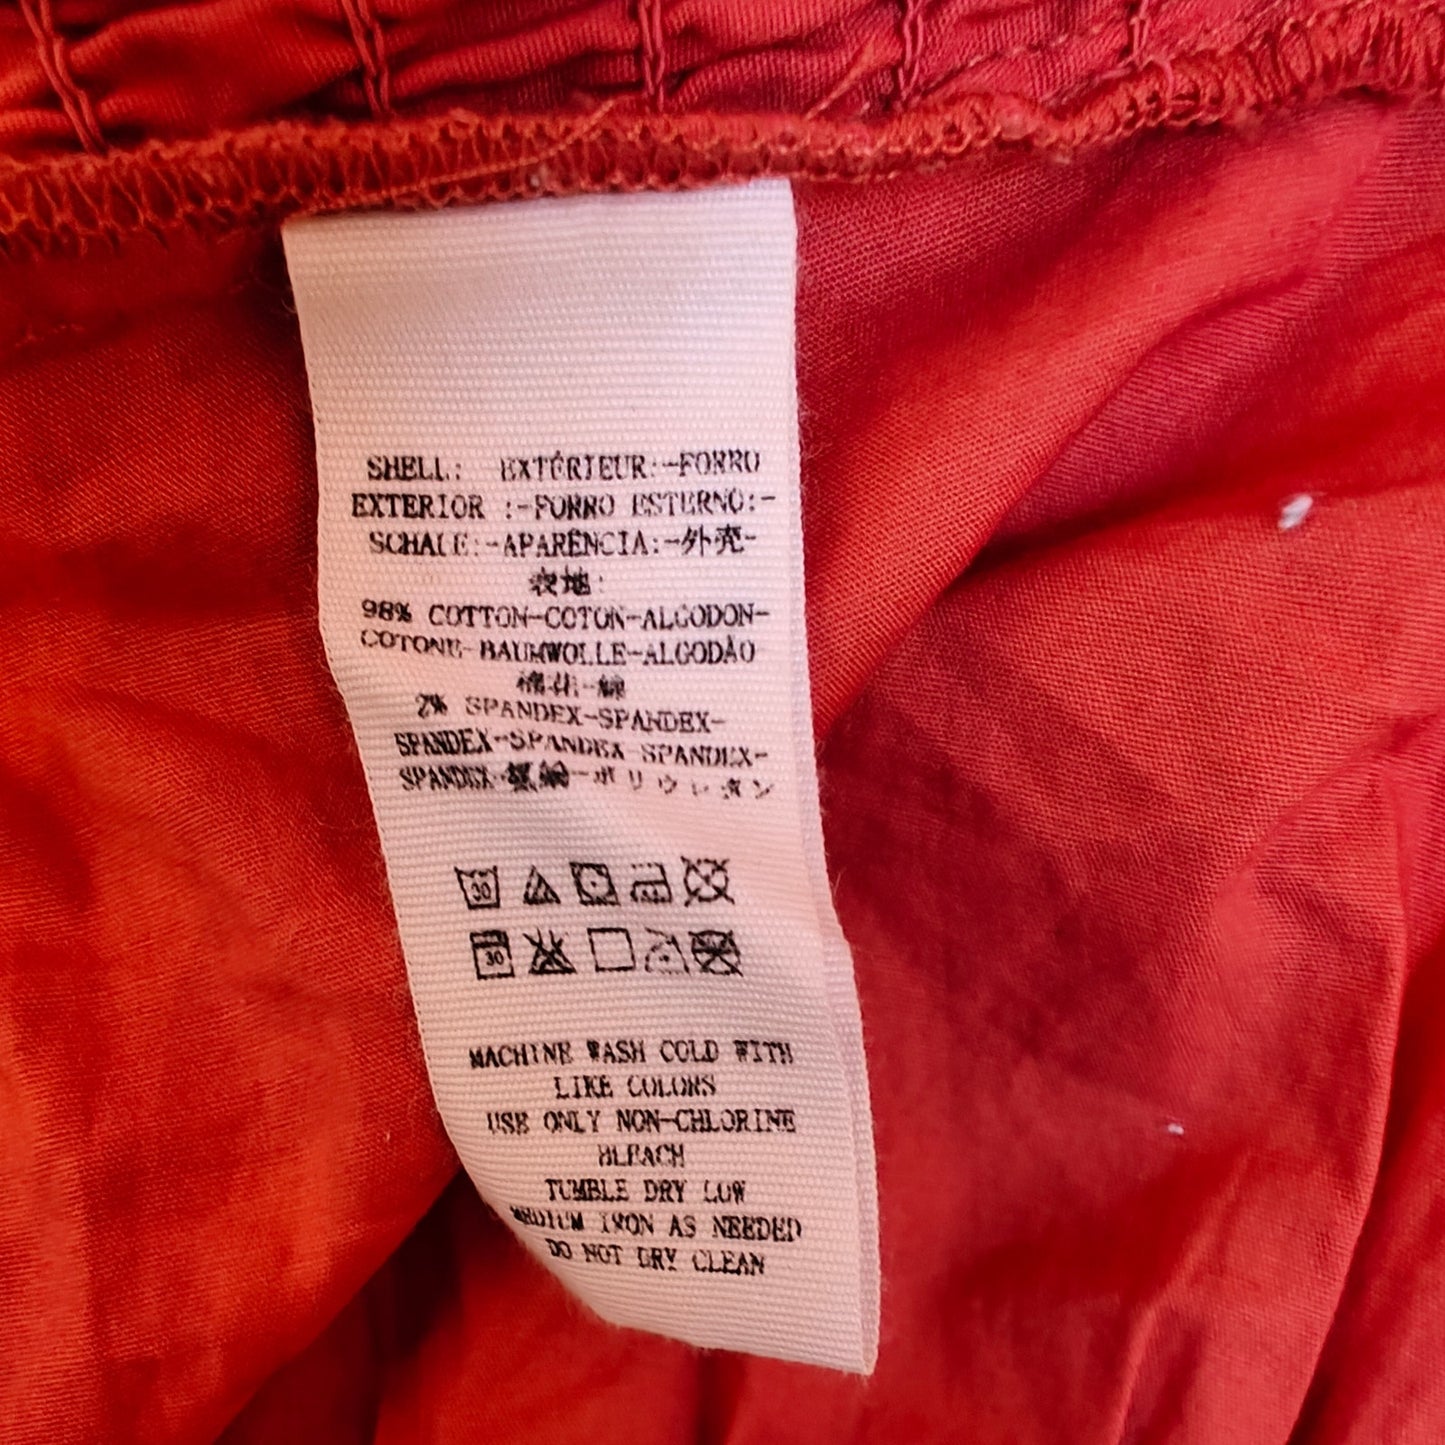 SHELL: EXTÉRIEUR:-FORRO
EXTERIOR :-FORRO ESTERNO:-
SCHALE:-APARÊNCIA:-外壳-
表地:
98% COTTON-COTON-ALGODON-
COTONE-BAUMWOLLE-ALGODÃO
棉花-綿
2% SPANDEX-SPANDEX-
SPANDEX-SPANDEX SPANDEX-
SPANDEX-氨纶-ポリウレタン
30
30
MACHINE WASH COLD WITH
LIKE COLORS
USE ONLY NON-CHLORINE
BLEACH
TUMBLE DRY LOW
MEDIUM IRON AS NEEDED
DO NOT DRY CLEAN